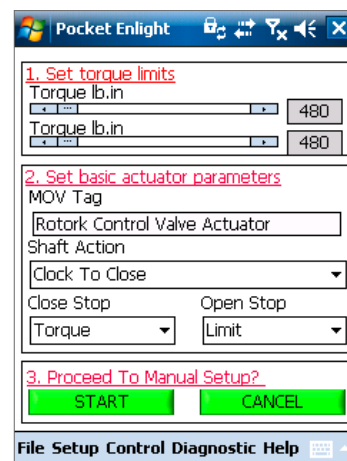 Pocket Enlight
1. Set torque limits
Torque lb.in
480
Torque lb.in
480
2. Set basic actuator parameters
MOV Tag
Rotork Control Valve Actuator
Shaft Action
Clock To Close
Close Stop Open Stop
Torque Limit
3. Proceed To Manual Setup?
START CANCEL
File Setup Control Diagnostic Help